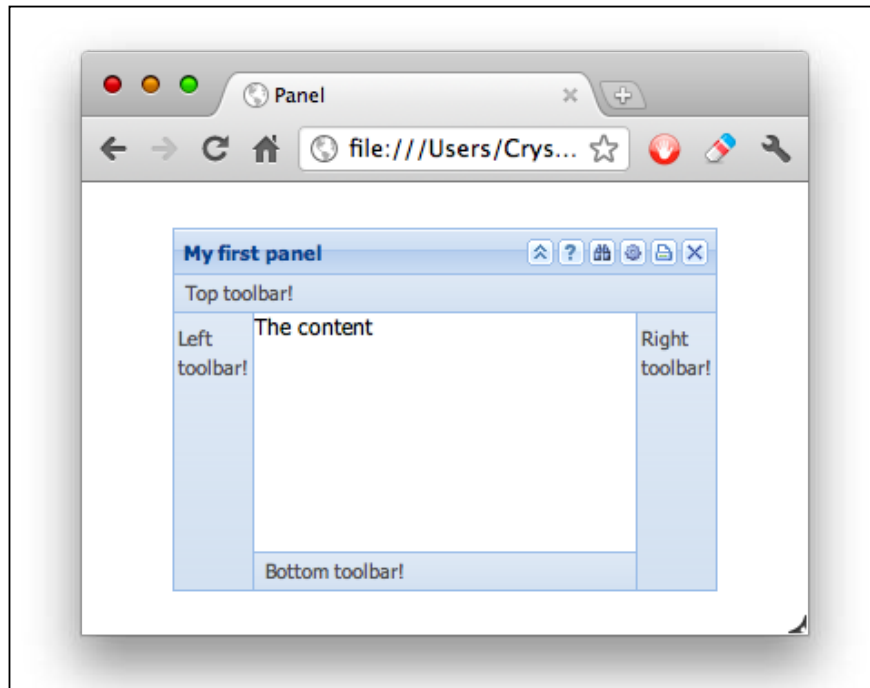 Panel
file:///Users/Crys...
My first panel
?
Top toolbar!
Left
toolbar!
The content
Right
toolbar!
Bottom toolbar!